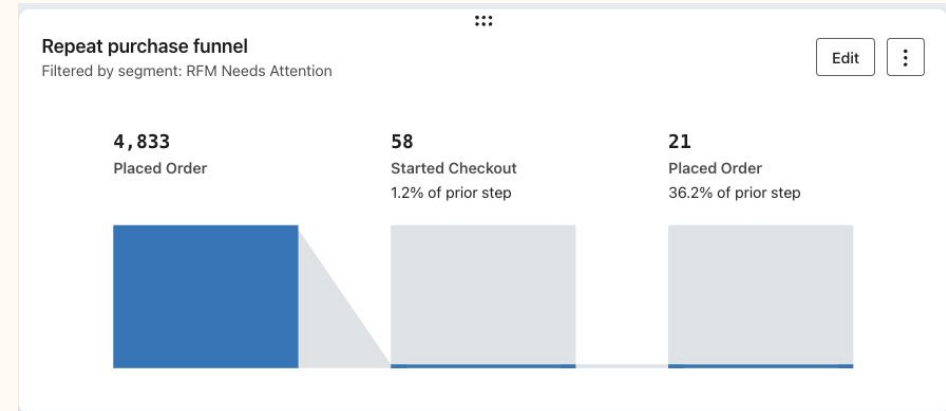 Repeat purchase funnel
Filtered by segment: RFM Needs Attention
Edit
4,833
Placed Order
58
Started Checkout
1.2% of prior step
21
Placed Order
36.2% of prior step